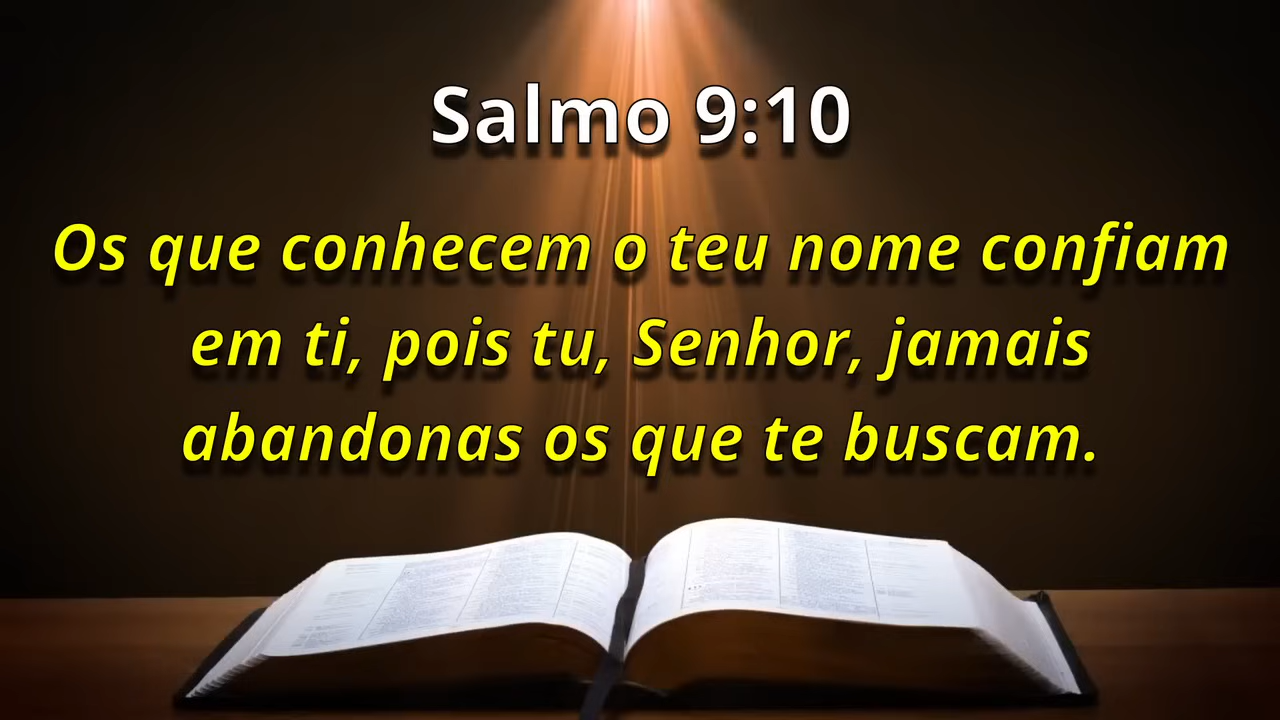 Salmo 9:10
Os que conhecem o teu nome confiam
em ti, pois tu, Senhor, jamais
abandonas os que te buscam.